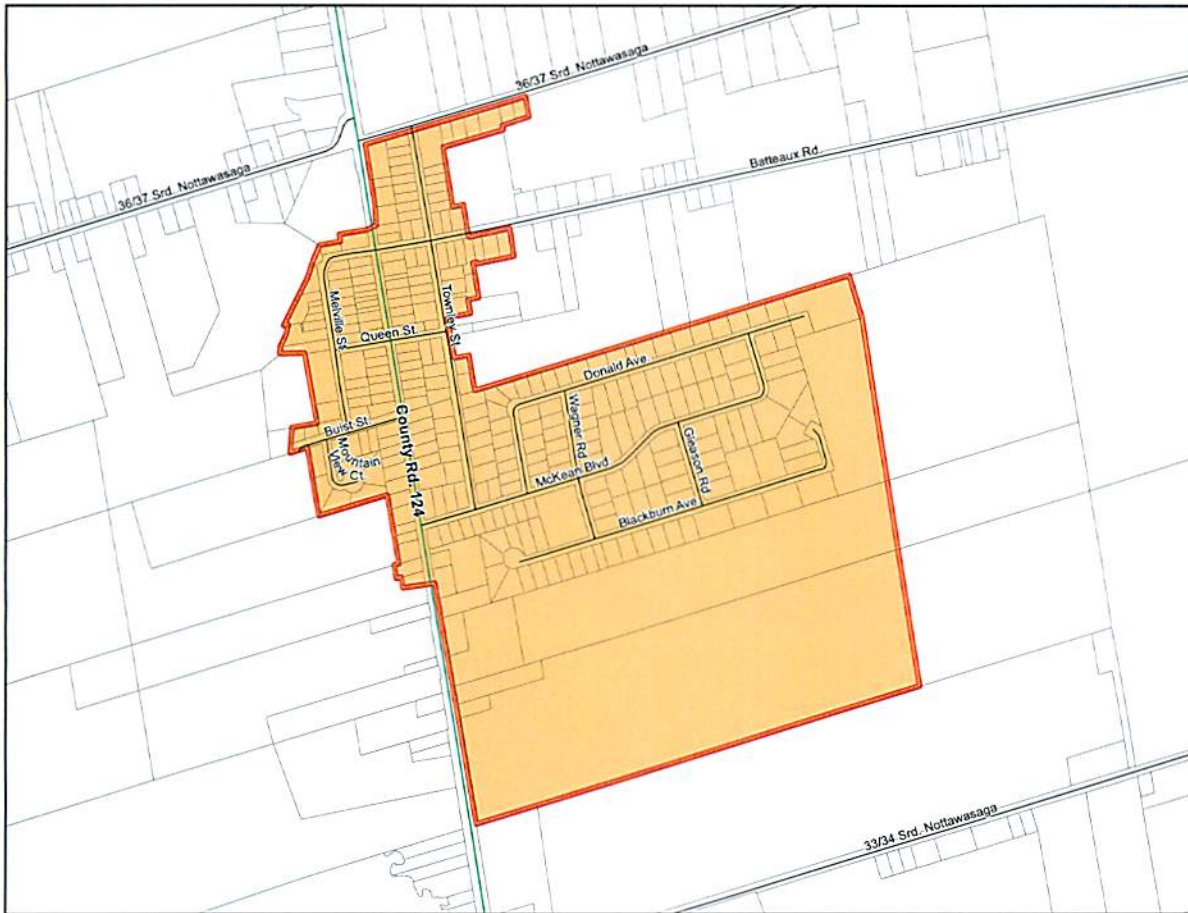 36/37 Srd. Nottawasaga
36/37 Srd. Nottawasaga
Batteaux Rd.
Melville St.
Townley St.
Queen St.
Donald Ave.
Wagner Rd.
Buist St.
Mountain
View Ct.
County Rd. 124
McKean Blvd.
Gleason Rd
Blackburn Ave.
33/34 Srd. Nottawasaga